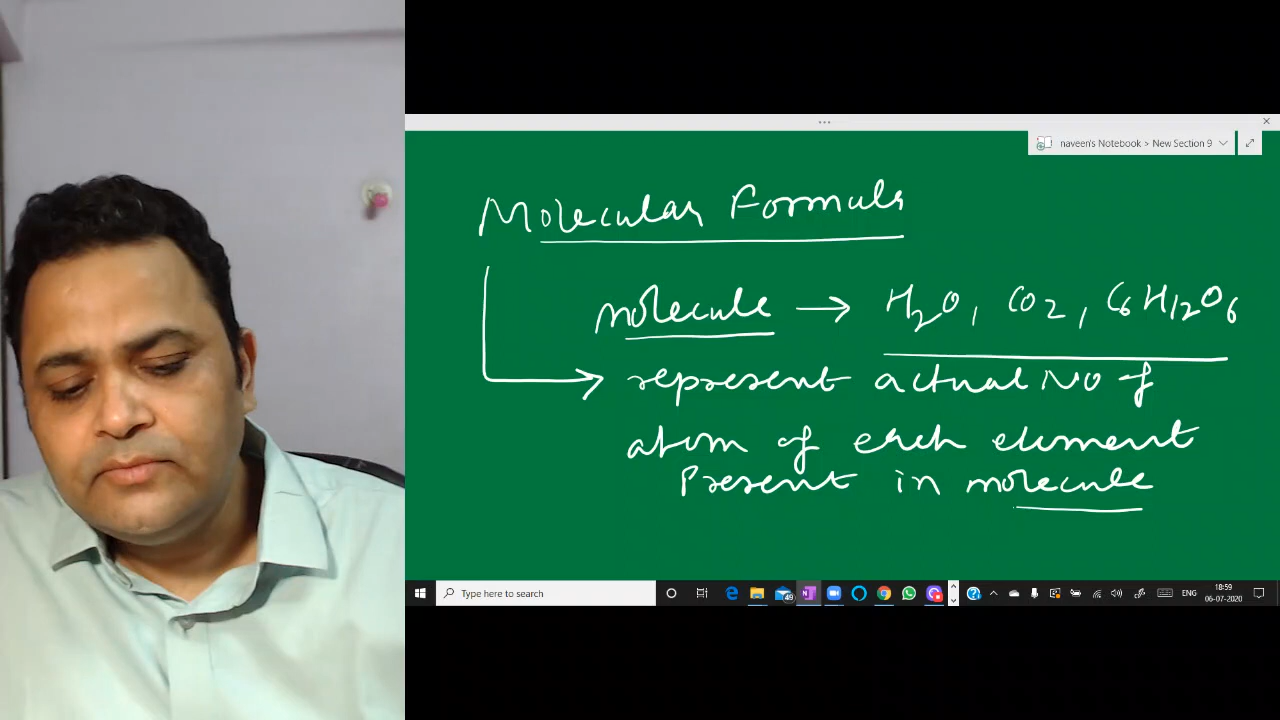 naveen's Notebook > New Section 9
Molecular Formula
molecule → H2O, CO2, C6H12O6
represent actual No of
atom of each element
Present in molecule
Type here to search
49
ENG
18:59
06-07-2020